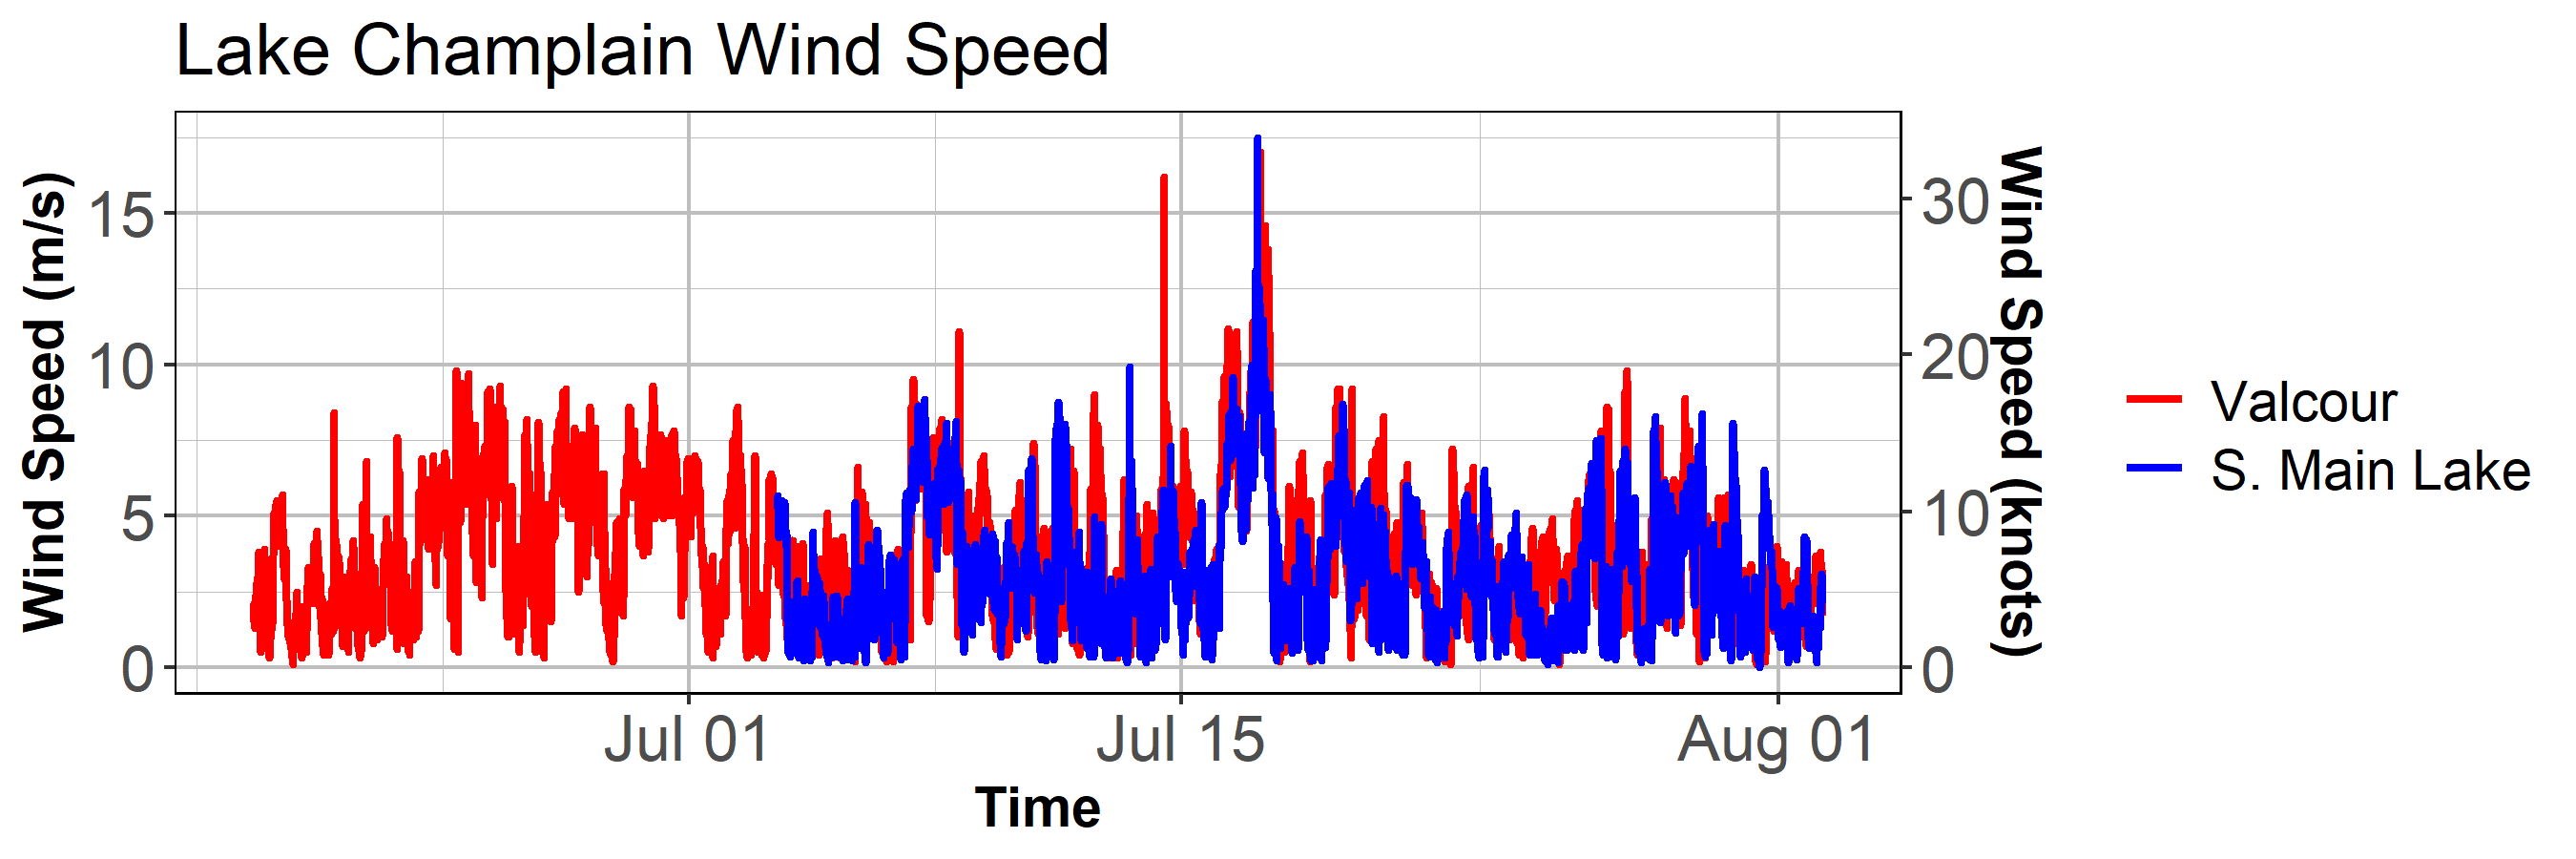 Lake Champlain Wind Speed
Wind Speed (m/s)
15
10
5
0
30
20
10
0
Wind Speed (knots)
Jul 01
Jul 15
Aug 01
Time
Valcour
S. Main Lake